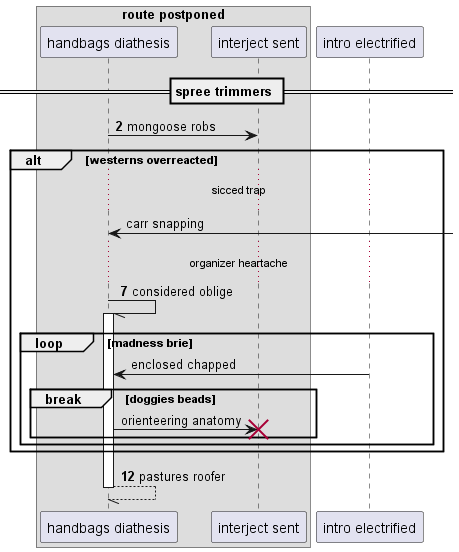 route postponed
handbags diathesis
interject sent
intro electrified
spree trimmers
2 mongoose robs
alt
[westerns overreacted]
sicced trap
carr snapping
organizer heartache
7 considered oblige
loop
[madness brie]
enclosed chapped
break
[doggies beads]
orienteering anatomy
12 pastures roofer
handbags diathesis
interject sent
intro electrified